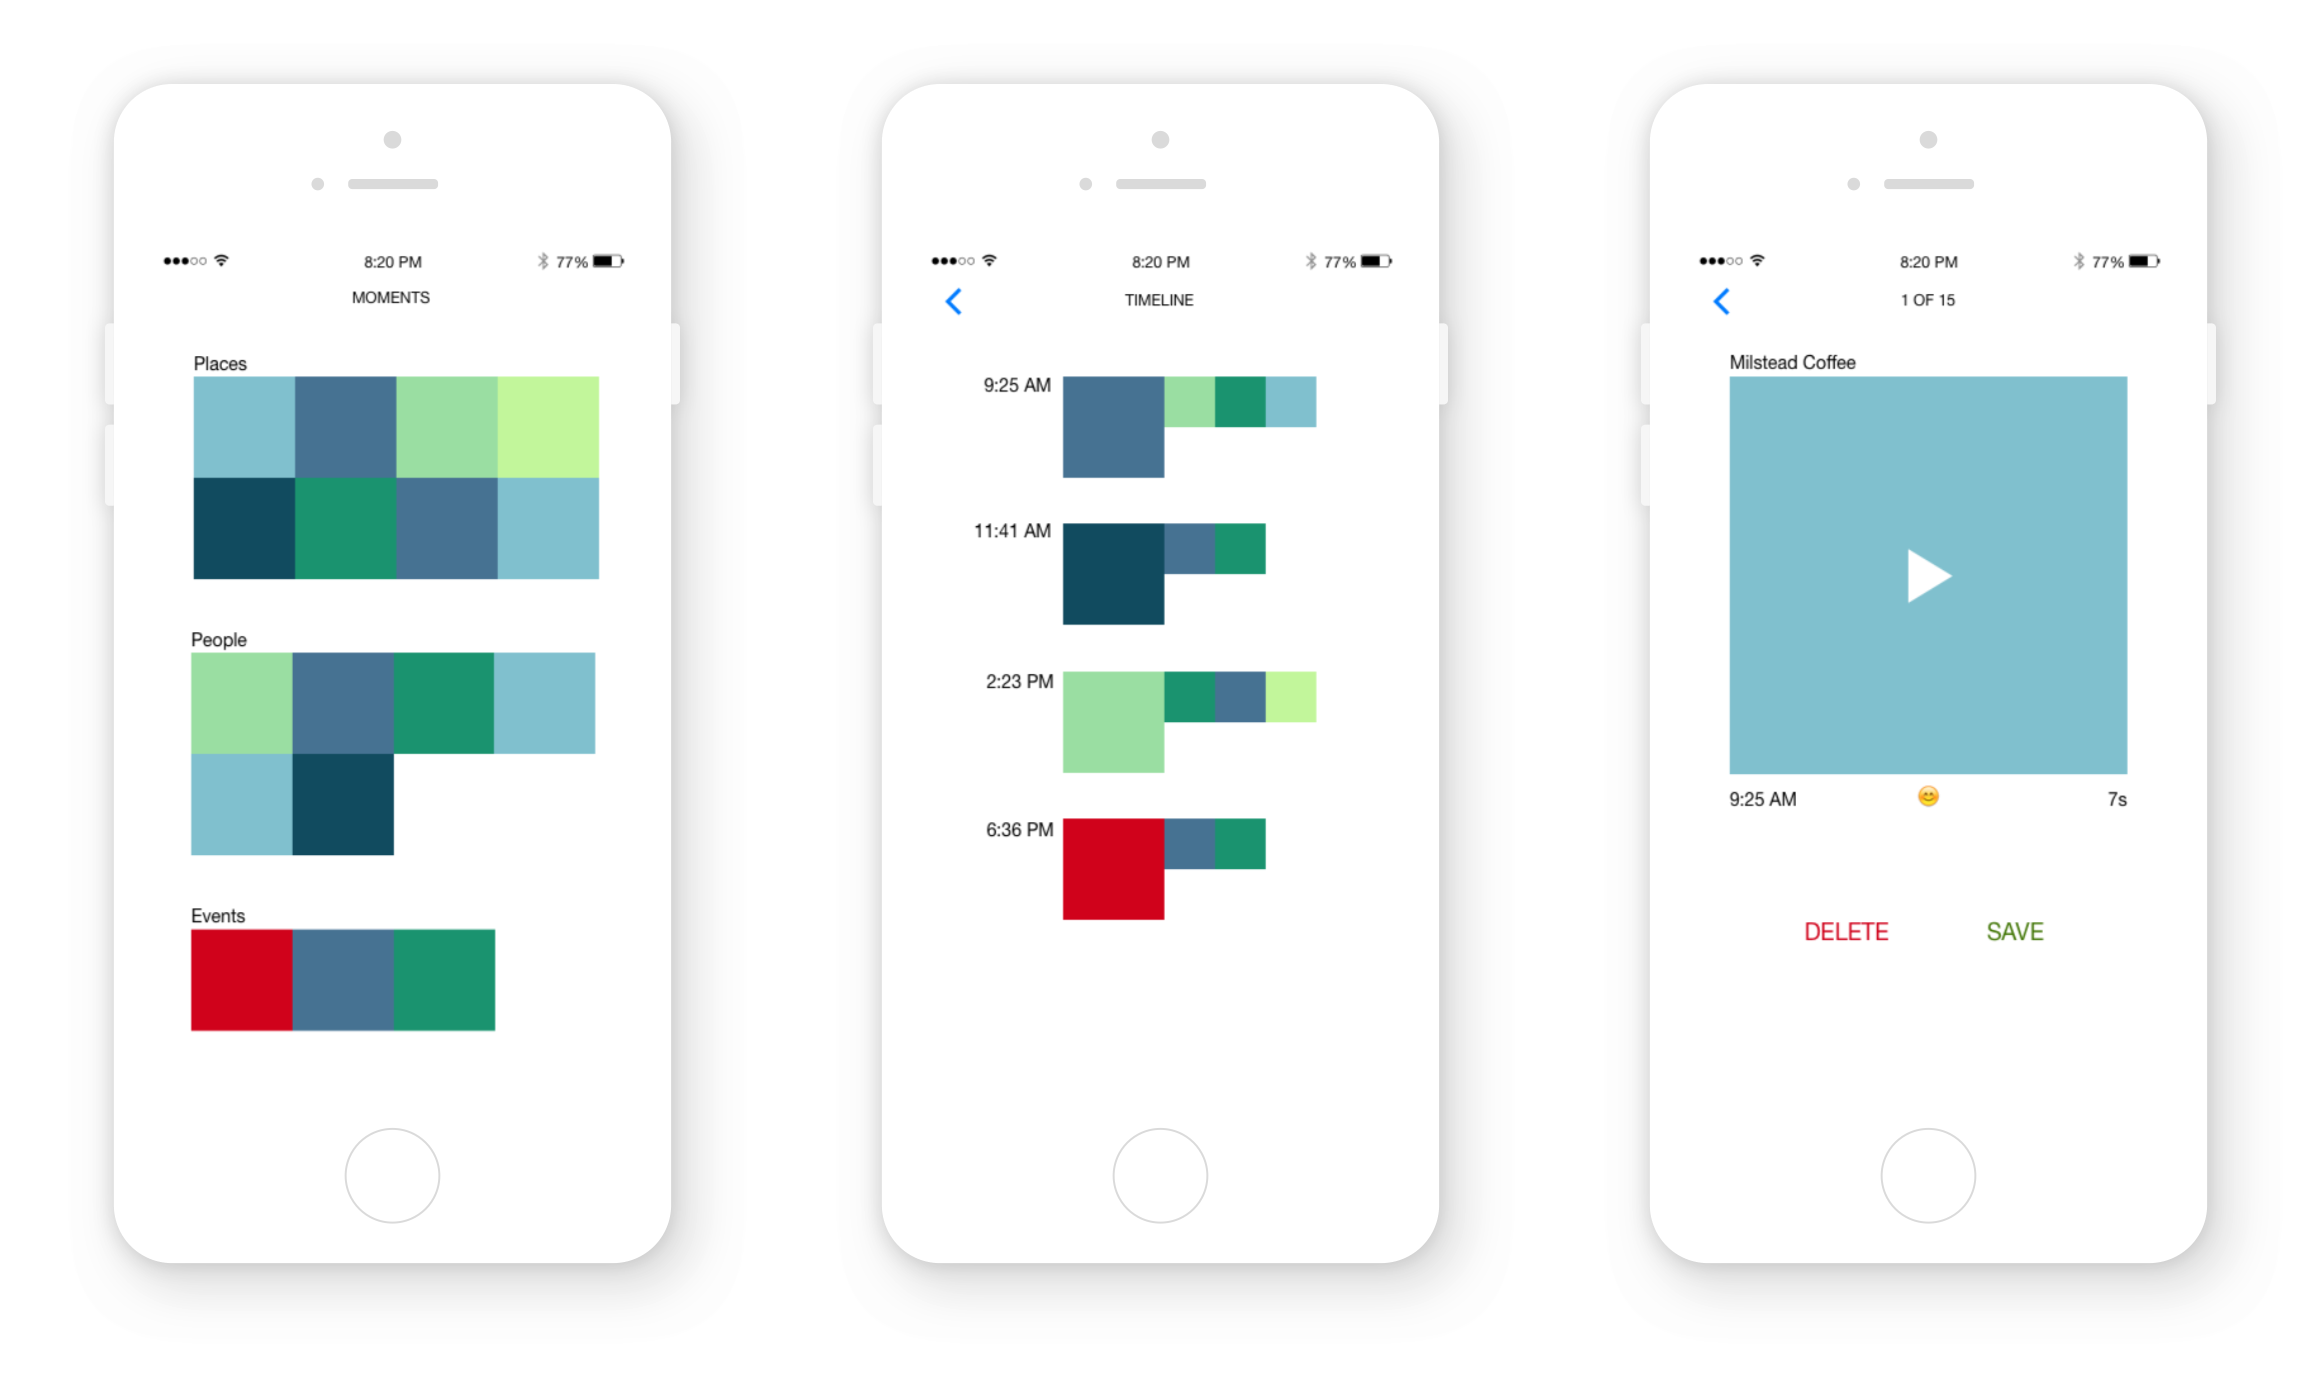 8:20 PM
77%
MOMENTS
Places
People
Events
8:20 PM
77%
TIMELINE
9:25 AM
11:41 AM
2:23 PM
6:36 PM
8:20 PM
77%
1 OF 15
Milstead Coffee
9:25 AM 😊 7s
DELETE SAVE